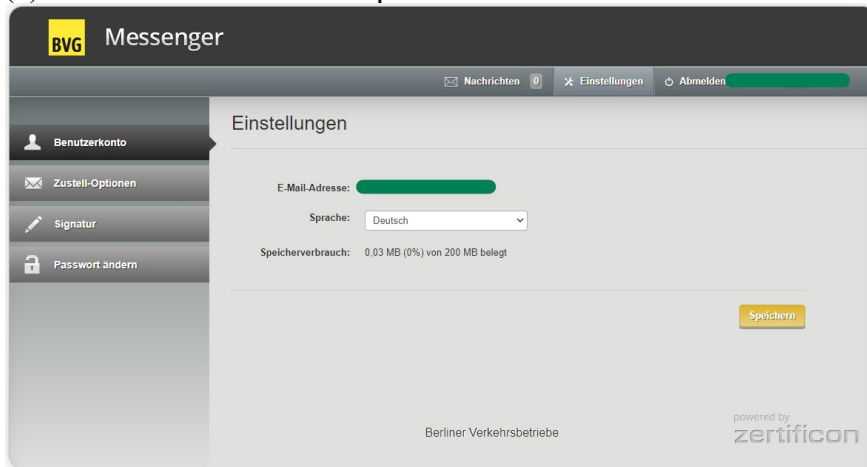 BVG Messenger
Nachrichten 0 Einstellungen Abmelden
Einstellungen
Benutzerkonto
Zustell-Optionen
Signatur
Passwort ändern
E-Mail-Adresse:
Sprache: Deutsch
Speicherverbrauch: 0,03 MB (0%) von 200 MB belegt
Speichern
Berliner Verkehrsbetriebe
powered by
zertificon